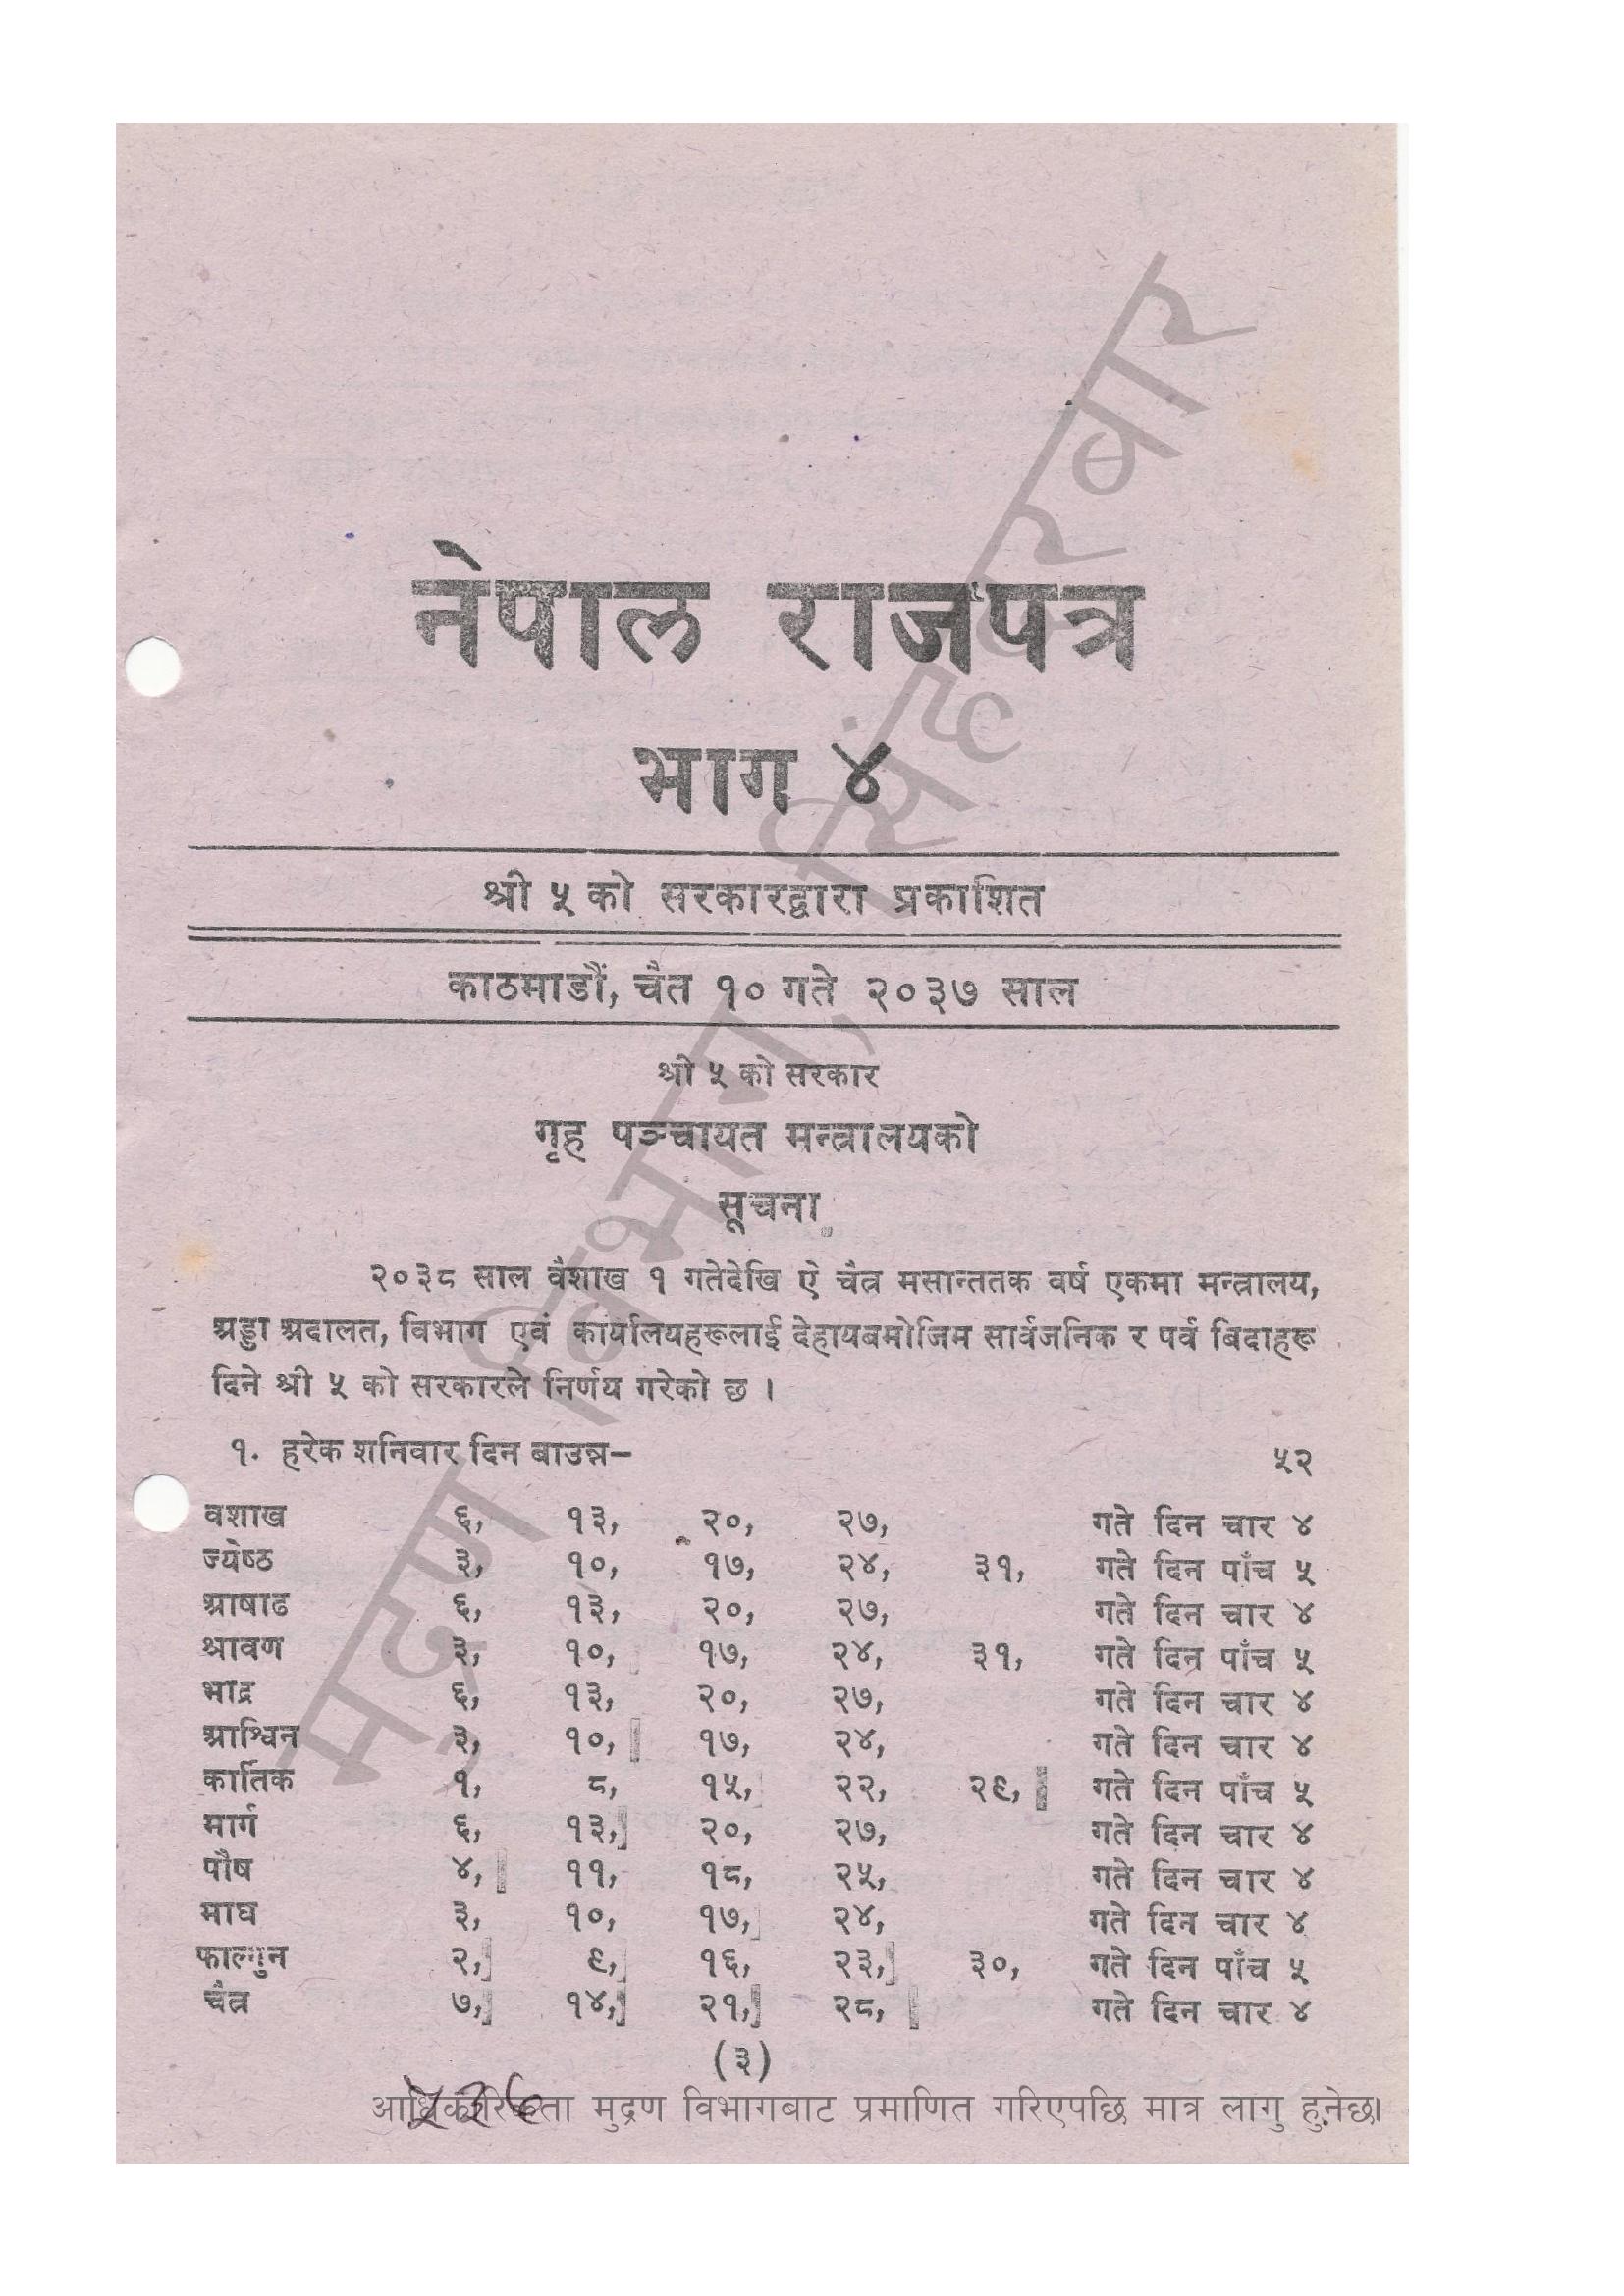 नेपाल राजपत्र
भाग ४
श्री ५ को सरकारद्वारा प्रकाशित
काठमाडौं, चैत १० गते २०३७ साल
श्री ५ को सरकार
गृह पञ्चायत मन्त्रालयको
सूचना
२०३८ साल वैशाख १ गतेदेखि ऐ चैत्र मसान्ततक वर्ष एकमा मन्त्रालय,
अड्डा अदालत, विभाग एवं कार्यालयहरूलाई देहायबमोजिम सार्वजनिक र पर्व बिदाहरू
दिने श्री ५ को सरकारले निर्णय गरेको छ ।
१. हरेक शनिवार दिन बाउन्न– ५२
वशाख ६, १३, २०, २७, गते दिन चार ४
ज्येष्ठ ३, १०, १७, २४, ३१, गते दिन पाँच ५
आषाढ ६, १३, २०, २७, गते दिन चार ४
श्रावण ३, १०, १७, २४, ३१, गते दिन पाँच ५
भाद्र ६, १३, २०, २७, गते दिन चार ४
आश्विन ३, १०, १७, २४, गते दिन चार ४
कार्तिक १, ८, १५, २२, २९, गते दिन पाँच ५
मार्ग ६, १३, २०, २७, गते दिन चार ४
पौष ४, ११, १८, २५, गते दिन चार ४
माघ ३, १०, १७, २४, गते दिन चार ४
फाल्गुन २, ९, १६, २३, ३०, गते दिन पाँच ५
चैत्र ७, १४, २१, २८, गते दिन चार ४
(३)
आधिकारिकता मुद्रण विभागबाट प्रमाणित गरिएपछि मात्र लागु हुनेछ।
मुद्रण विभाग, सिंहदरबार